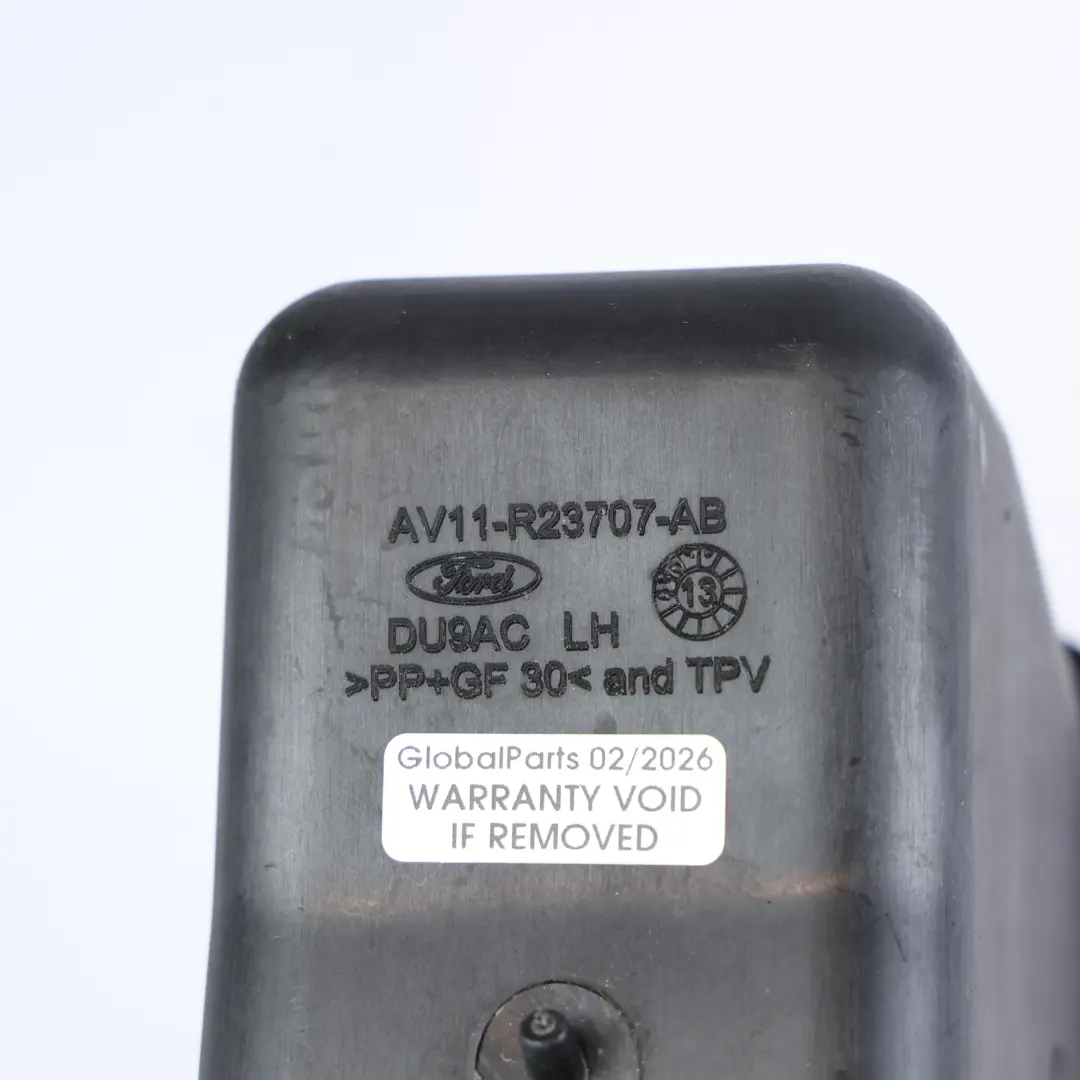 AV11-R23707-AB
Ford
13
DU9AC LH
>PP+GF 30< and TPV
GlobalParts 02/2026
WARRANTY VOID
IF REMOVED